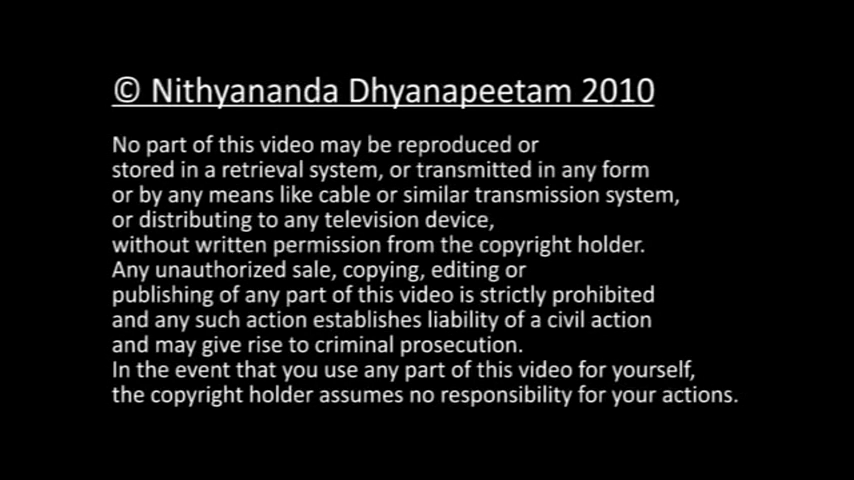 © Nithyananda Dhyanapeetam 2010
No part of this video may be reproduced or
stored in a retrieval system, or transmitted in any form
or by any means like cable or similar transmission system,
or distributing to any television device,
without written permission from the copyright holder.
Any unauthorized sale, copying, editing or
publishing of any part of this video is strictly prohibited
and any such action establishes liability of a civil action
and may give rise to criminal prosecution.
In the event that you use any part of this video for yourself,
the copyright holder assumes no responsibility for your actions.